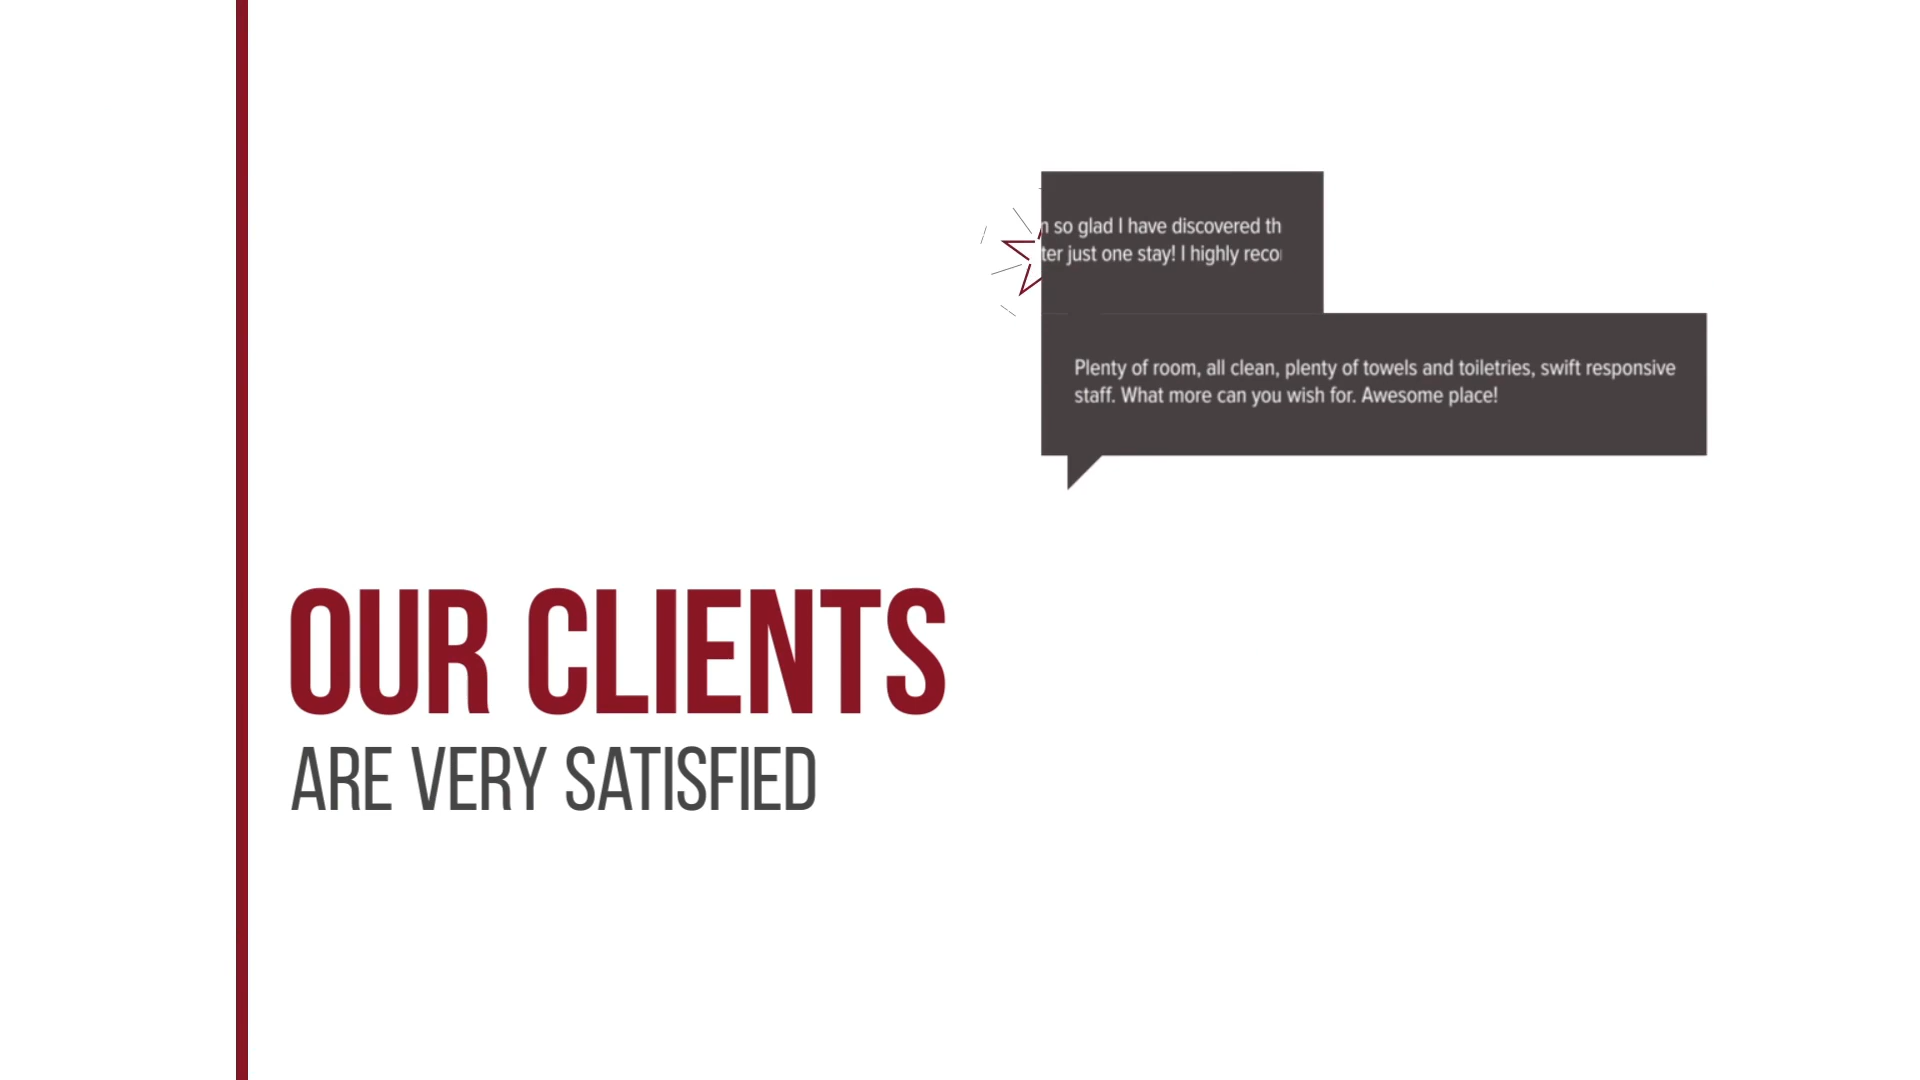 so glad I have discovered
just one stay! I highly
Plenty of room, all clean, plenty of towels and toiletries, swift responsive
staff. What more can you wish for. Awesome place!
OUR CLIENTS
ARE VERY SATISFIED